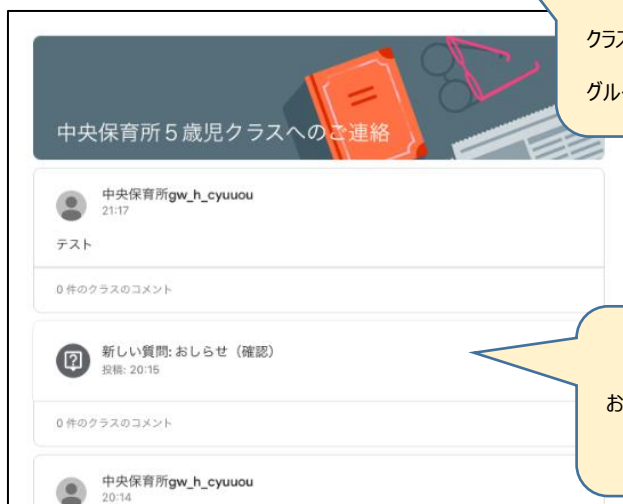 クラス
グルー
中央保育所５歳児クラスへのご連絡
中央保育所gw_h_cyuuou
21:17
テスト
0 件のクラスのコメント
新しい質問: おしらせ（確認）
投稿: 20:15
お
0 件のクラスのコメント
中央保育所gw_h_cyuuou
20:14